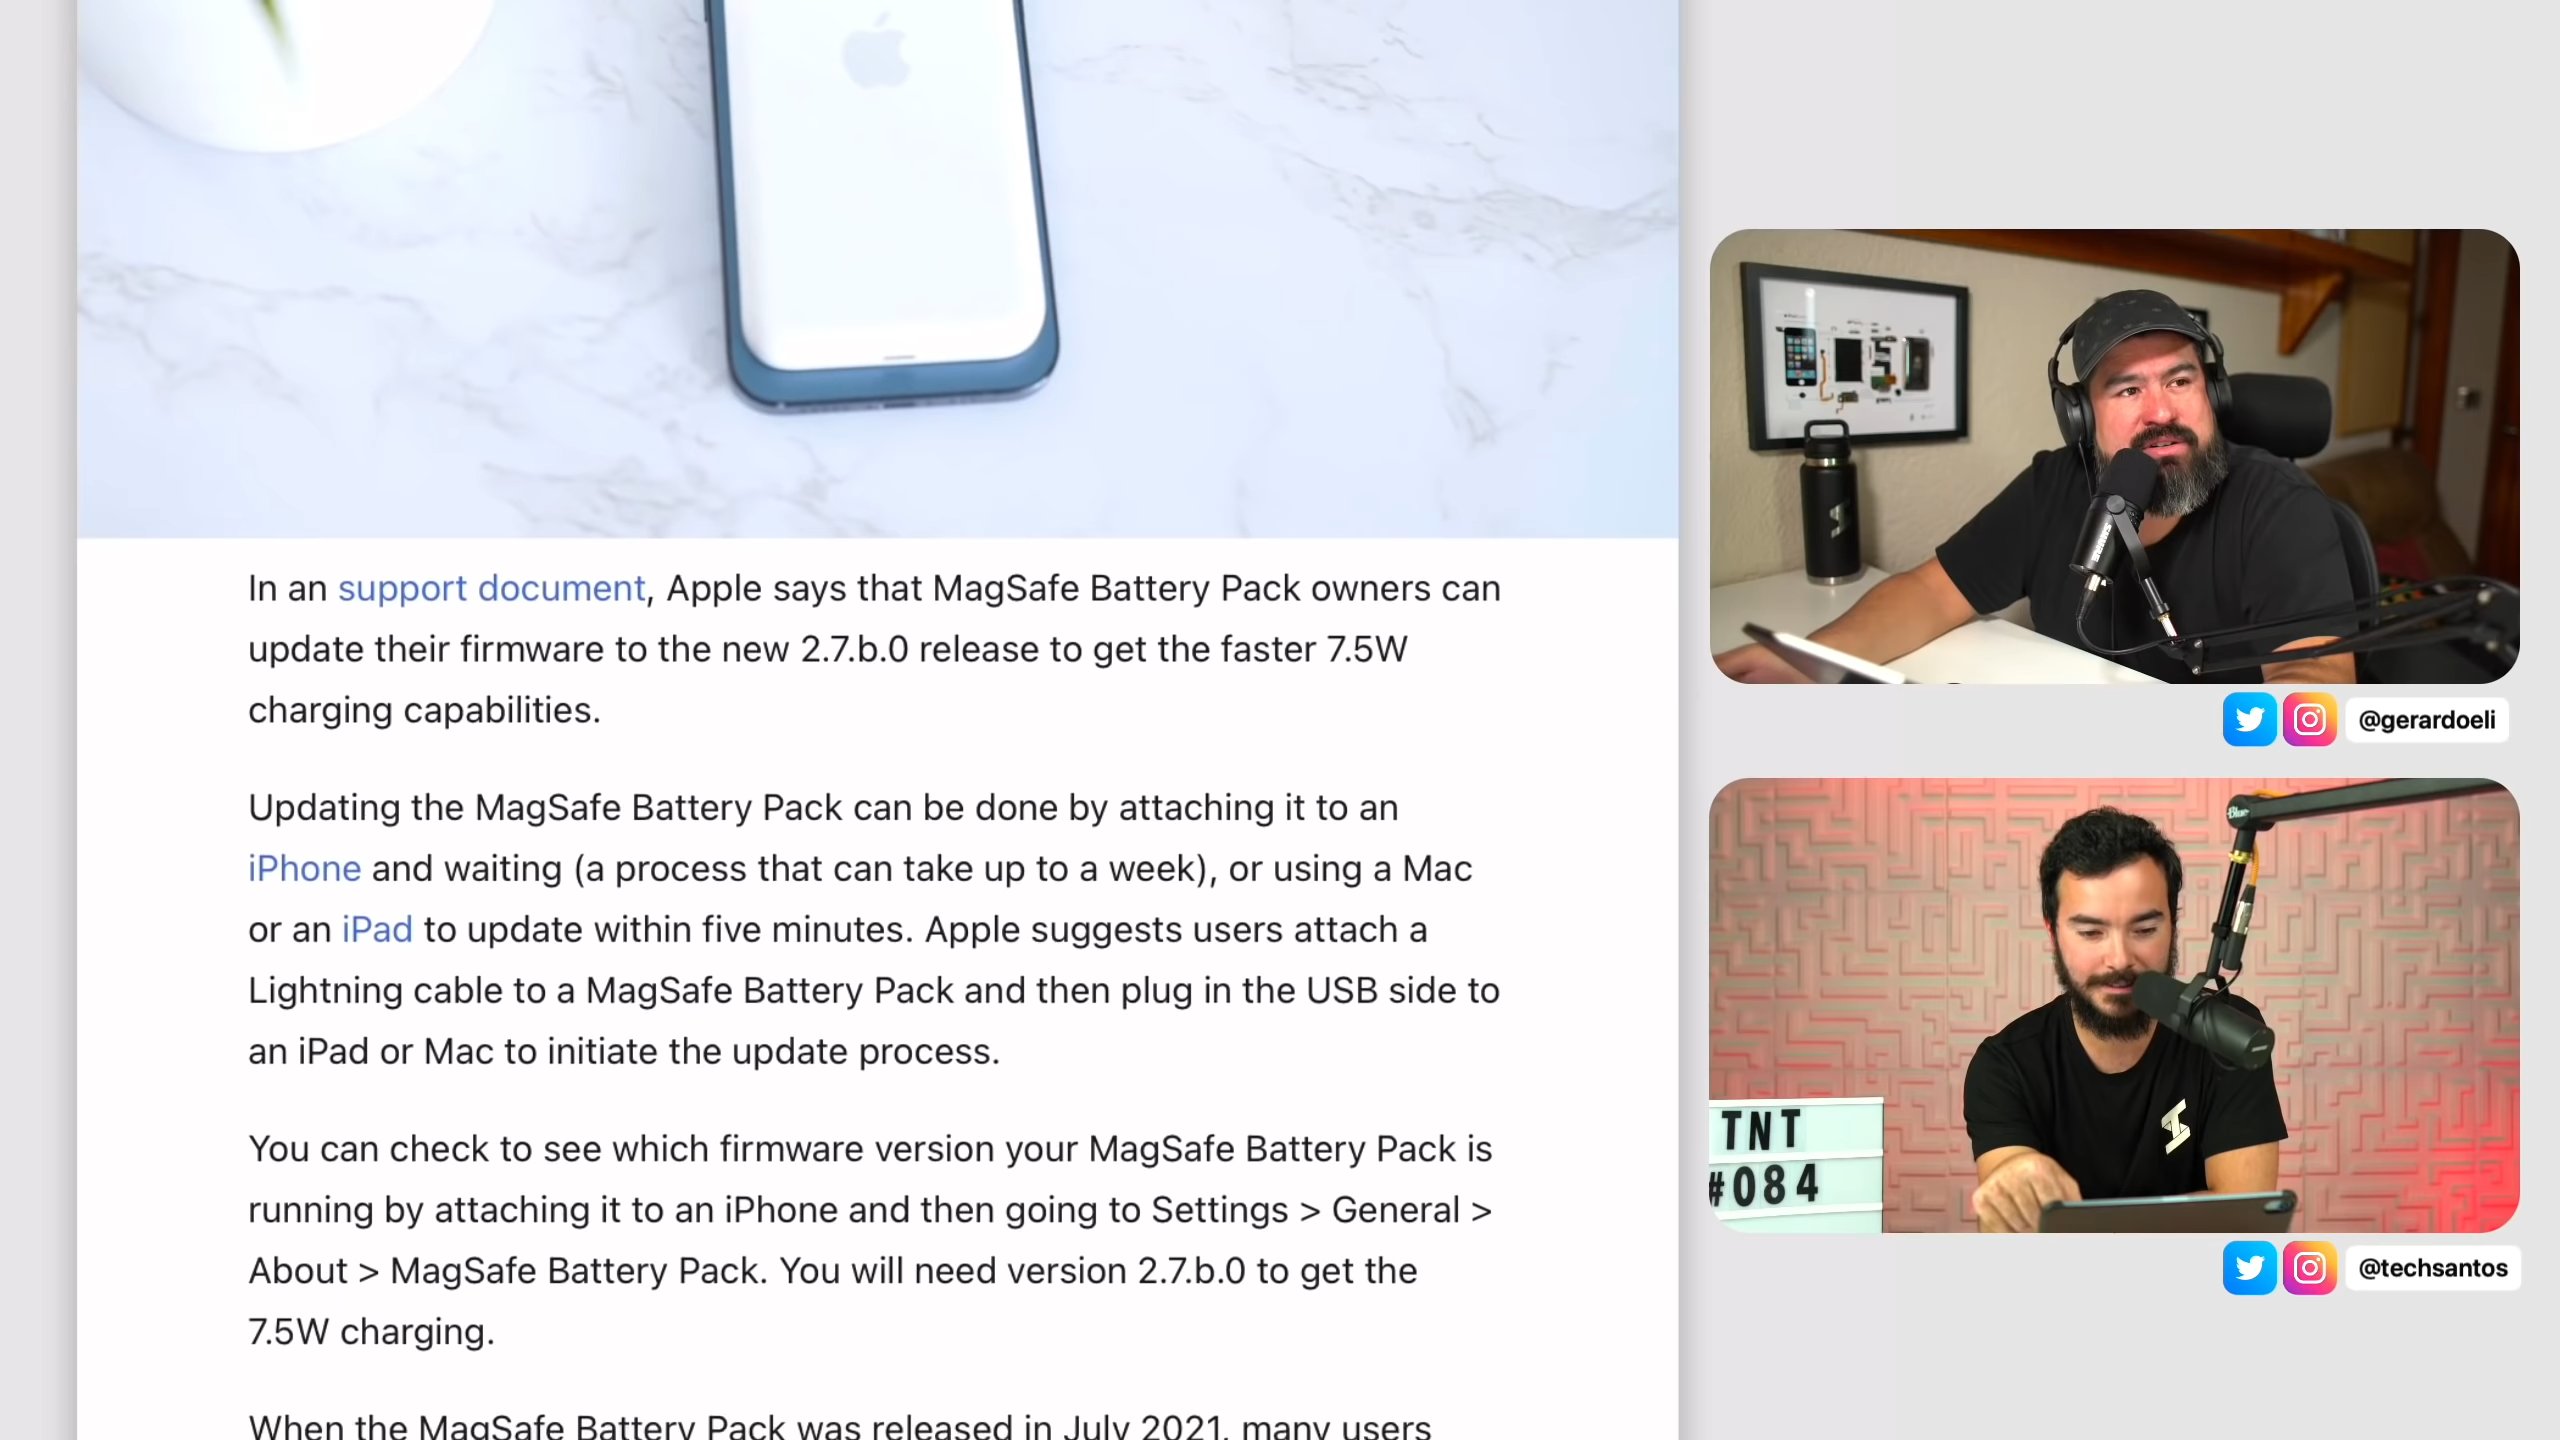 In an support document, Apple says that MagSafe Battery Pack owners can
update their firmware to the new 2.7.b.0 release to get the faster 7.5W
charging capabilities.
Updating the MagSafe Battery Pack can be done by attaching it to an
iPhone and waiting (a process that can take up to a week), or using a Mac
or an iPad to update within five minutes. Apple suggests users attach a
Lightning cable to a MagSafe Battery Pack and then plug in the USB side to
an iPad or Mac to initiate the update process.
You can check to see which firmware version your MagSafe Battery Pack is
running by attaching it to an iPhone and then going to Settings > General >
About > MagSafe Battery Pack. You will need version 2.7.b.0 to get the
7.5W charging.
When the MagSafe Battery Pack was released in July 2021, many users
SHURE
@gerardoeli
Blue
TNT
#084
@techsantos